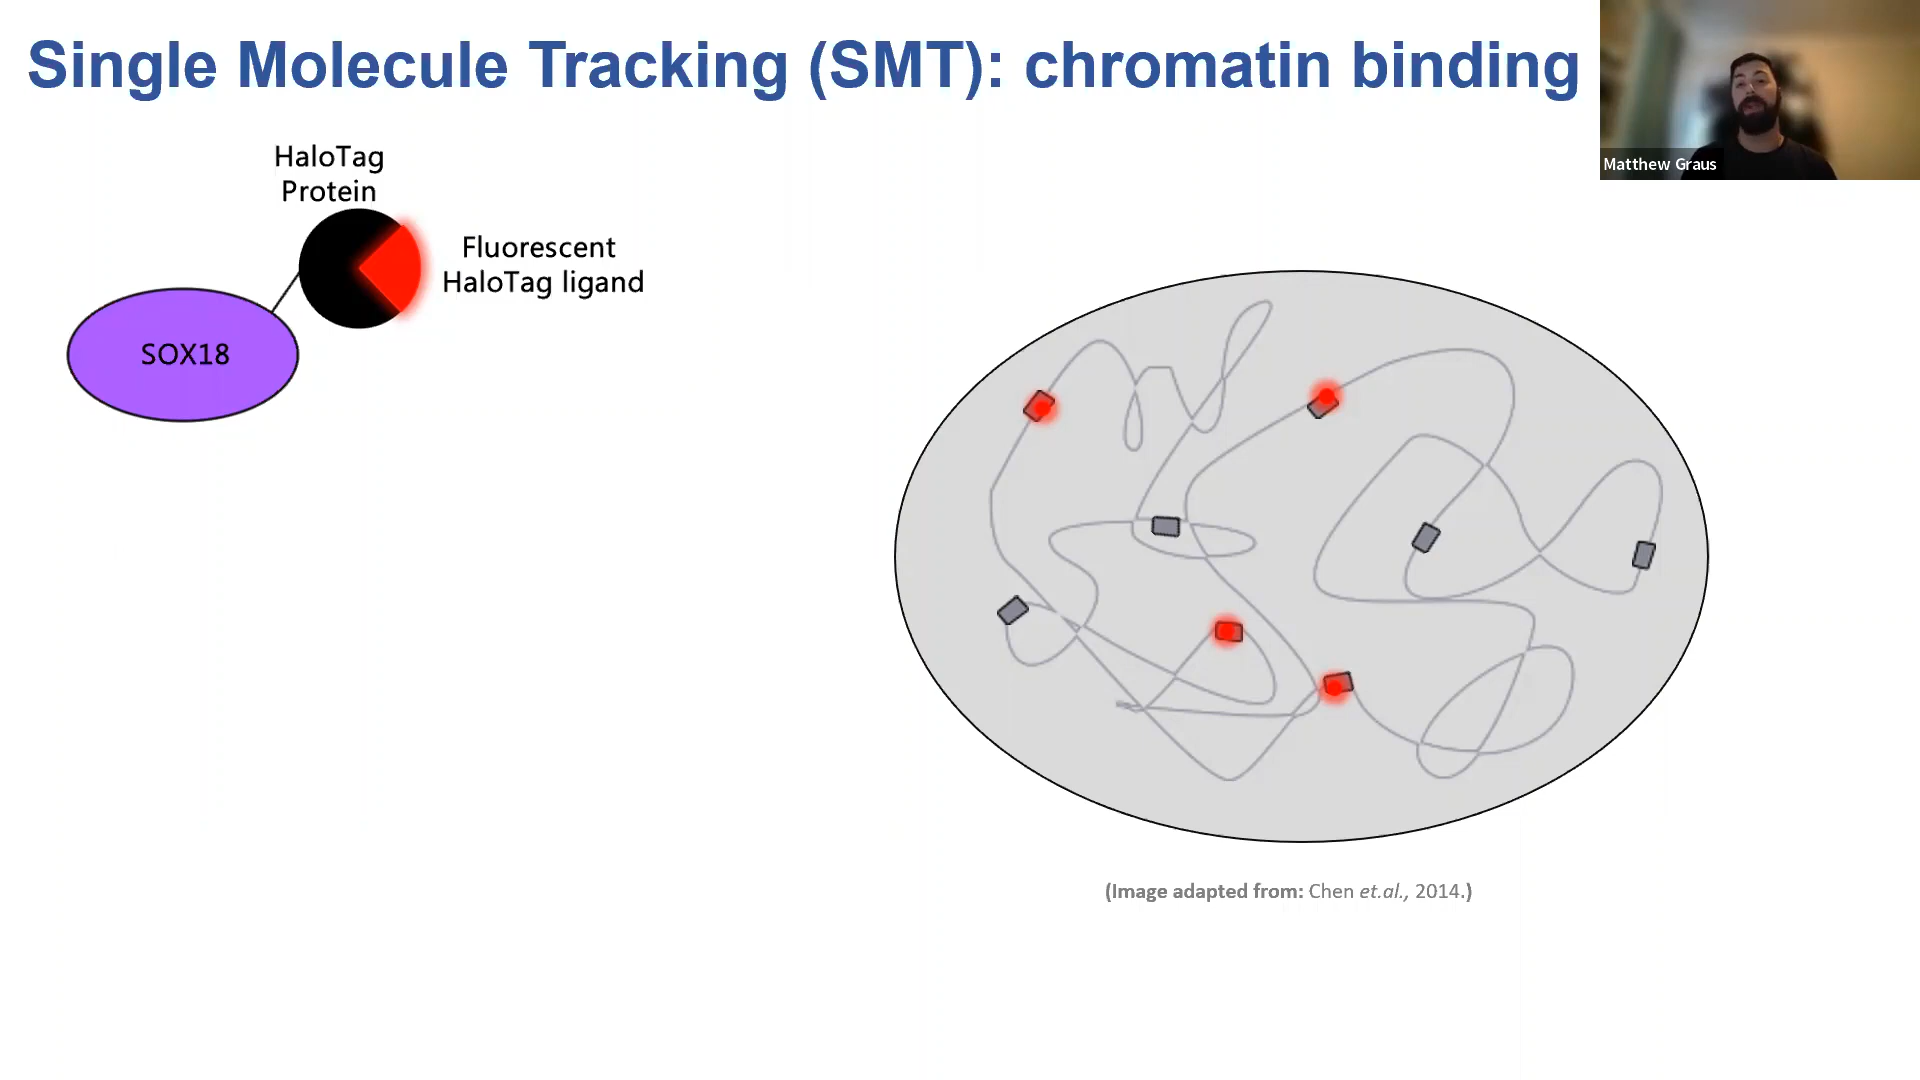 Single Molecule Tracking (SMT): chromatin binding
Matthew Graus
HaloTag
Protein
Fluorescent
HaloTag ligand
SOX18
(Image adapted from: Chen et.al., 2014.)